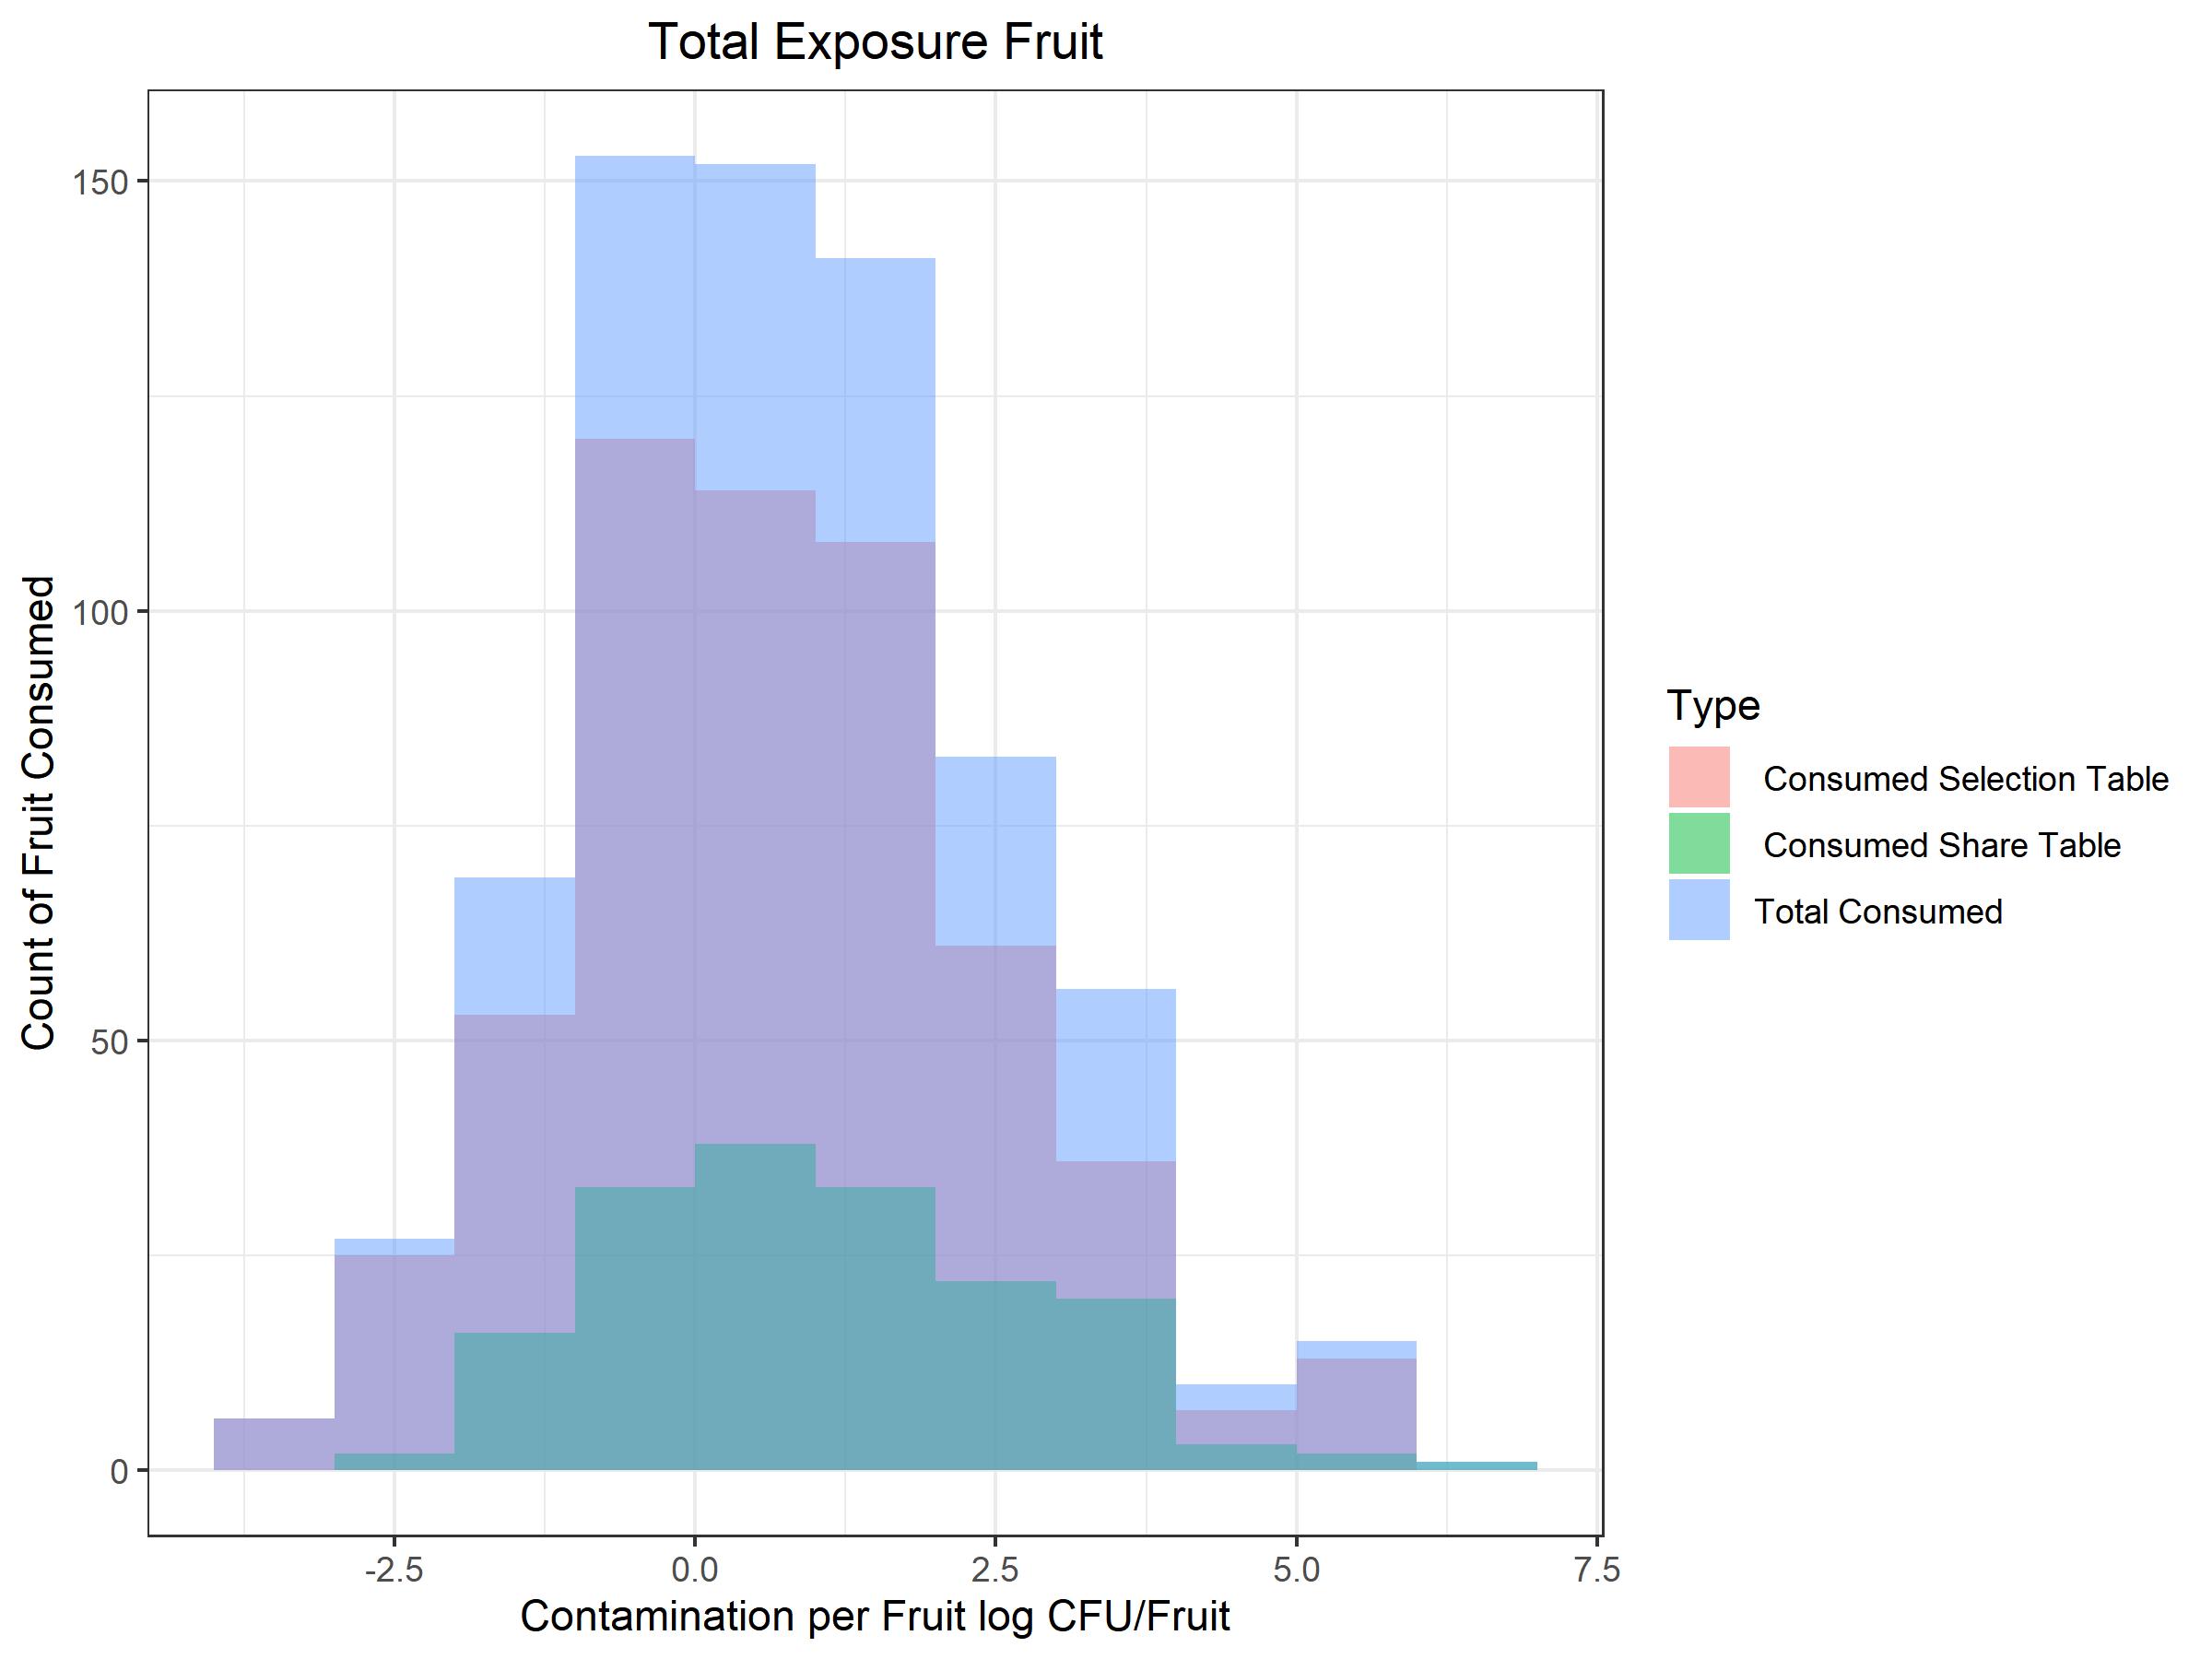 Total Exposure Fruit
150
100
50
0
Count of Fruit Consumed
-2.5
0.0
2.5
5.0
7.5
Contamination per Fruit log CFU/Fruit
Type
Consumed Selection Table
Consumed Share Table
Total Consumed